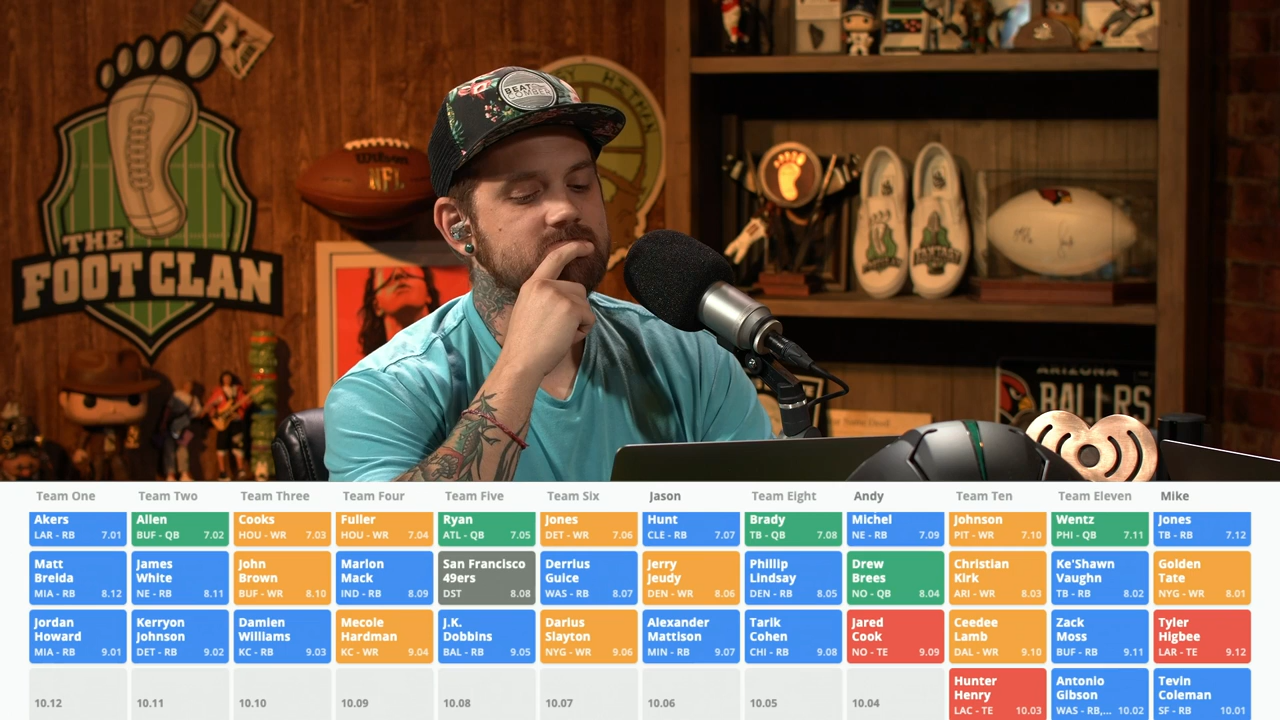 BEACH
COMBER
Wilson
NFL
THE
FOOT CLAN
ARIZONA
BALLRS
Team One
Team Two
Team Three
Team Four
Team Five
Team Six
Jason
Team Eight
Andy
Team Ten
Team Eleven
Mike
Akers
LAR - RB 7.01
Allen
BUF - QB 7.02
Cooks
HOU - WR 7.03
Fuller
HOU - WR 7.04
Ryan
ATL - QB 7.05
Jones
DET - WR 7.06
Hunt
CLE - RB 7.07
Brady
TB - QB 7.08
Michel
NE - RB 7.09
Johnson
PIT - WR 7.10
Wentz
PHI - QB 7.11
Jones
TB - RB 7.12
Matt
Breida
MIA - RB 8.12
James
White
NE - RB 8.11
John
Brown
BUF - WR 8.10
Marlon
Mack
IND - RB 8.09
San Francisco
49ers
DST 8.08
Derrius
Guice
WAS - RB 8.07
Jerry
Jeudy
DEN - WR 8.06
Phillip
Lindsay
DEN - RB 8.05
Drew
Brees
NO - QB 8.04
Christian
Kirk
ARI - WR 8.03
Ke'Shawn
Vaughn
TB - RB 8.02
Golden
Tate
NYG - WR 8.01
Jordan
Howard
MIA - RB 9.01
Kerryon
Johnson
DET - RB 9.02
Damien
Williams
KC - RB 9.03
Mecole
Hardman
KC - WR 9.04
J.K.
Dobbins
BAL - RB 9.05
Darius
Slayton
NYG - WR 9.06
Alexander
Mattison
MIN - RB 9.07
Tarik
Cohen
CHI - RB 9.08
Jared
Cook
NO - TE 9.09
Ceedee
Lamb
DAL - WR 9.10
Zack
Moss
BUF - RB 9.11
Tyler
Higbee
LAR - TE 9.12
10.12
10.11
10.10
10.09
10.08
10.07
10.06
10.05
10.04
Hunter
Henry
LAC - TE 10.03
Antonio
Gibson
WAS - RB,... 10.02
Tevin
Coleman
SF - RB 10.01